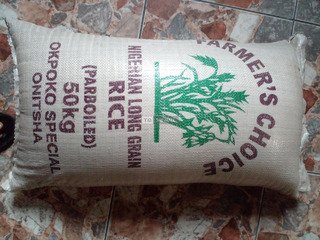 FARMER'S CHOICE
NIGERIAN LONG GRAIN
RICE
(PARBOILED)
50KG
OKPOKO SPECIAL
ONITSHA